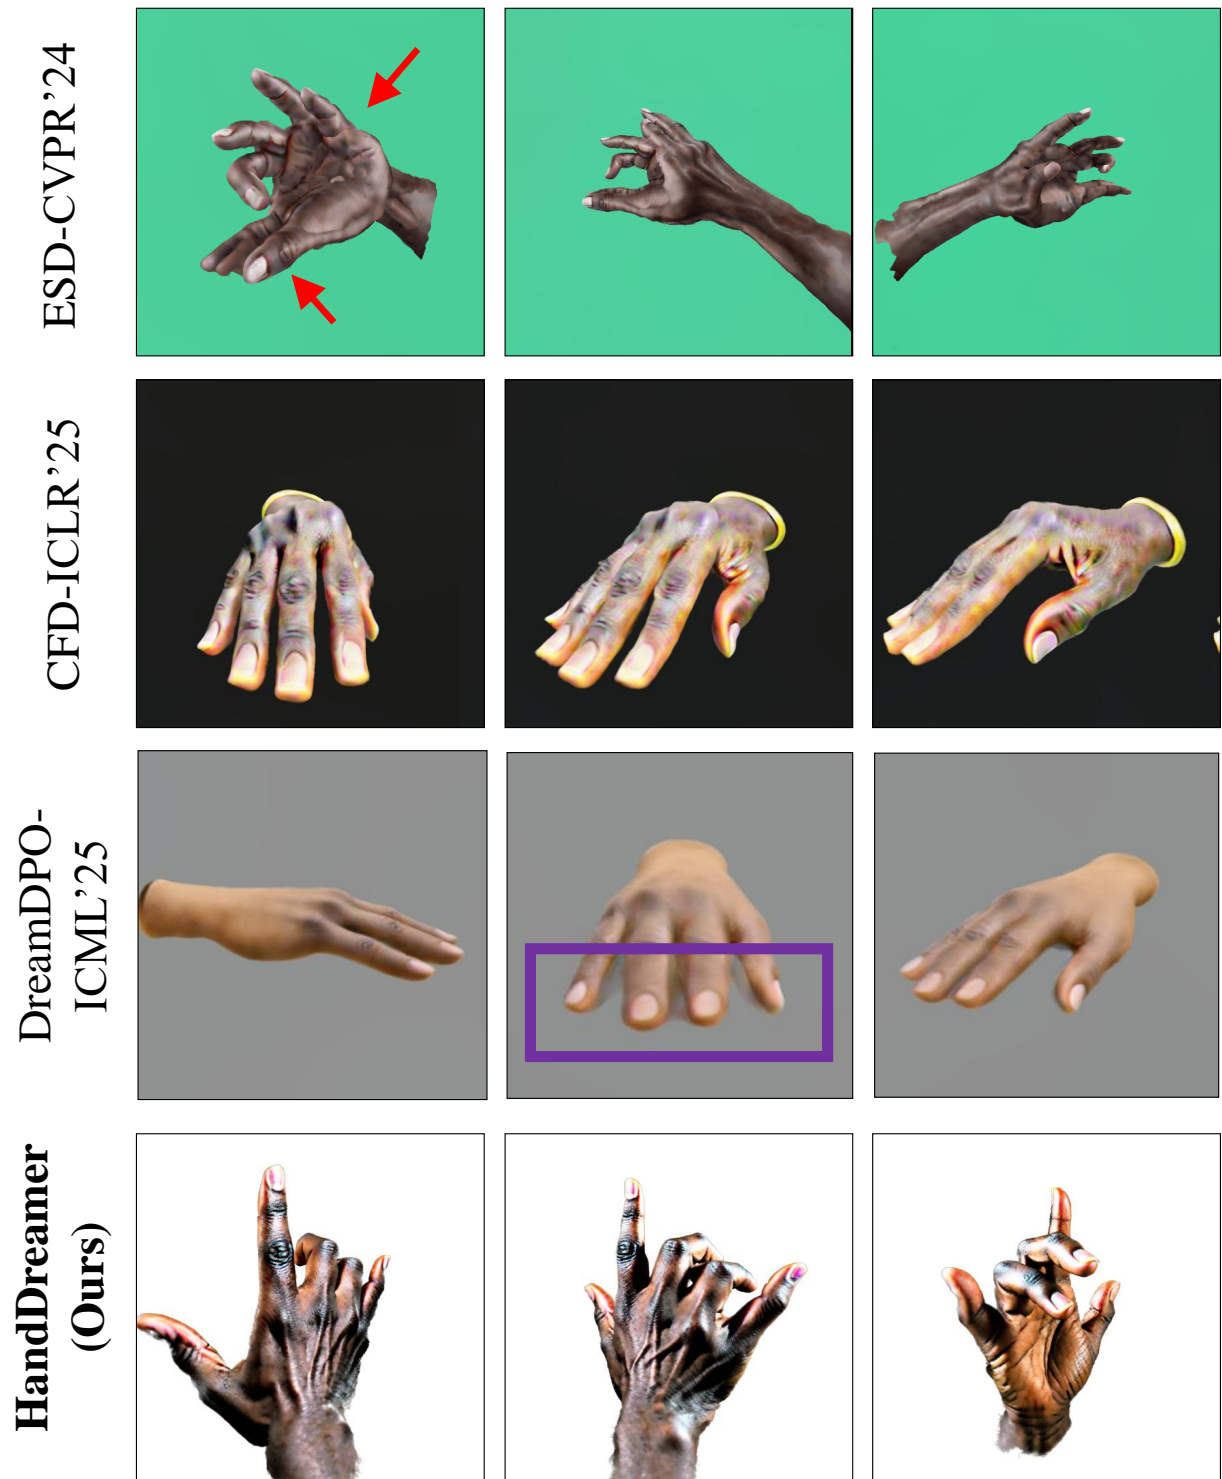 ESD-CVPR’24
CFD-ICLR’25
DreamDPO-
ICML’25
HandDreamer
(Ours)